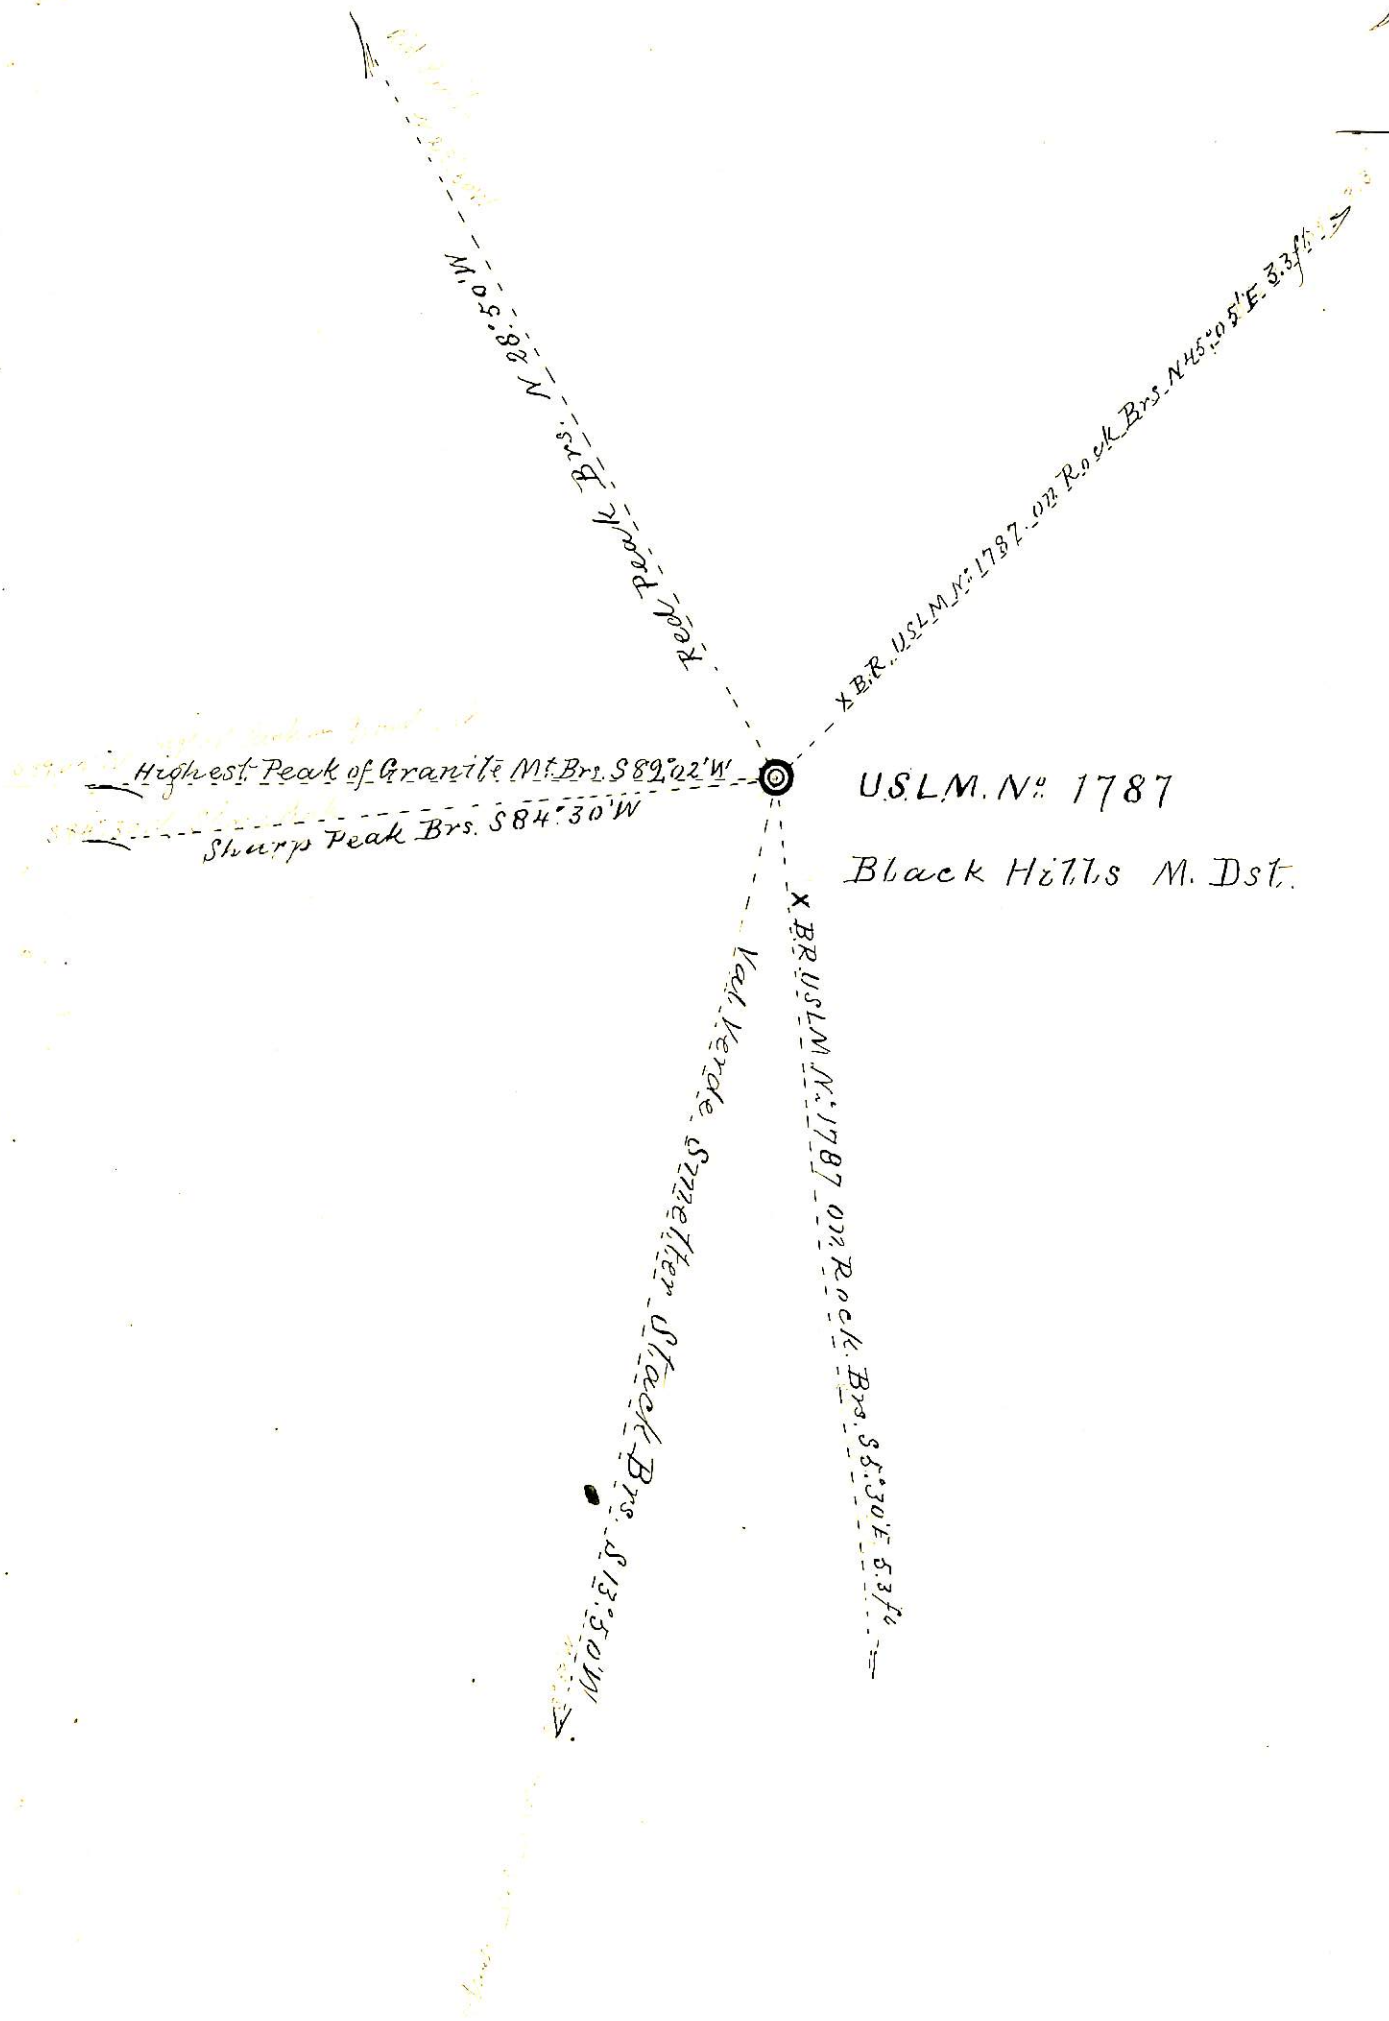 Red Peak Brs. N 28°.50'W
X B.R. USLM No. 1787. on Rock Brs. N45°.05'E. 3.3ft.
Highest Peak of Granite Mt. Brs. S89°02'W
Sharp Peak Brs. S84°.30'W
U.S.L.M. No. 1787
Black Hills M. Dst.
Val Verde Smelter Stack Brs. S13°.50'W
X B.R. USLM No. 1787 on Rock. Brs. S5°.30'E 5.3ft